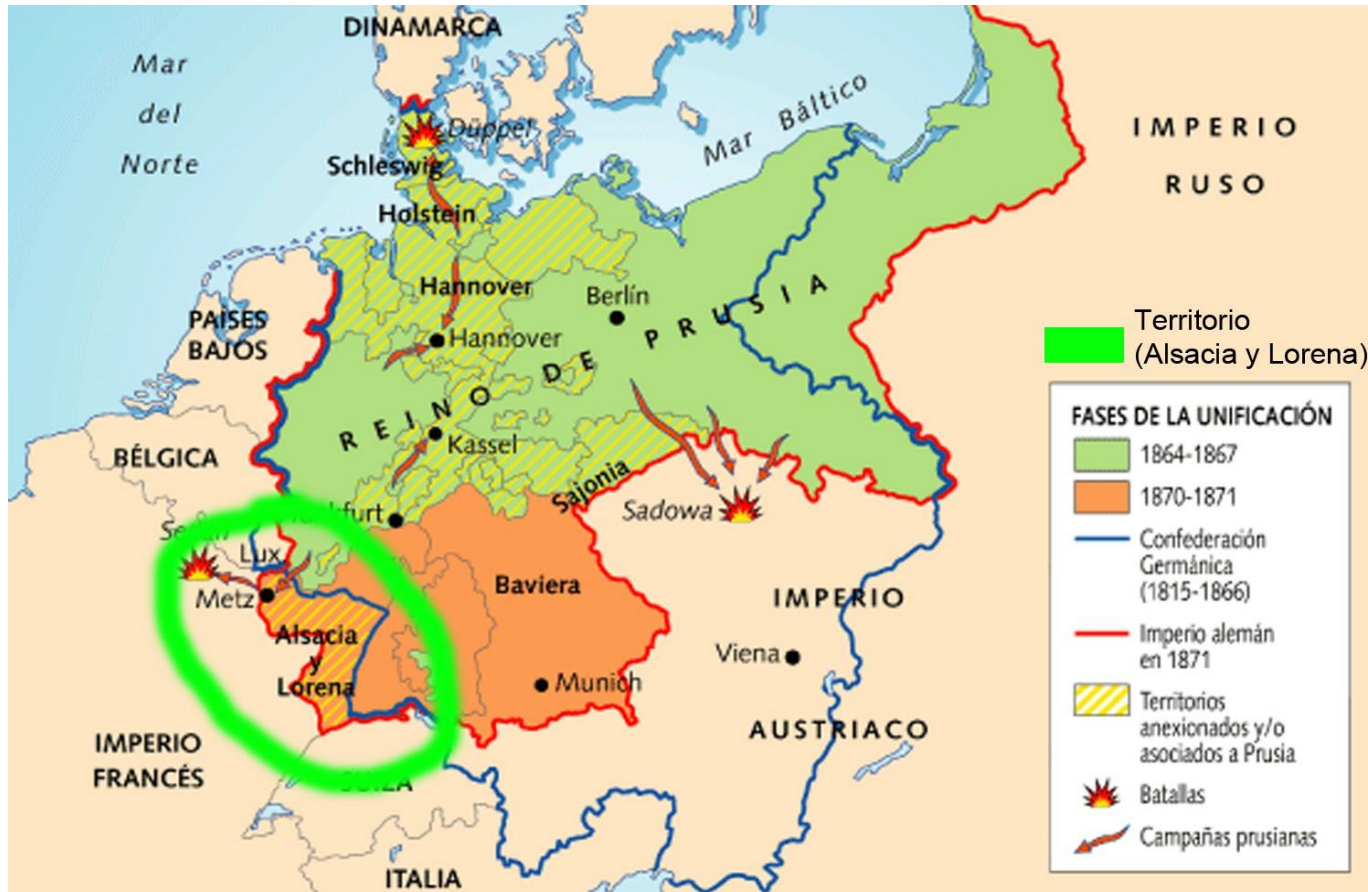 DINAMARCA
Mar
del
Norte
Mar Báltico
IMPERIO
RUSO
Düppel
Schleswig
Holstein
Hannover
Berlín
PAÍSES
BAJOS
Hannover
REINO DE PRUSIA
Kassel
BÉLGICA
Sajonia
Sadowa
Lux.
Metz
Baviera
IMPERIO
Alsacia
y
Lorena
Viena
Munich
AUSTRIACO
IMPERIO
FRANCÉS
SUIZA
ITALIA
Territorio
(Alsacia y Lorena)
FASES DE LA UNIFICACIÓN
1864-1867
1870-1871
Confederación
Germánica
(1815-1866)
Imperio alemán
en 1871
Territorios
anexionados y/o
asociados a Prusia
Batallas
Campañas prusianas